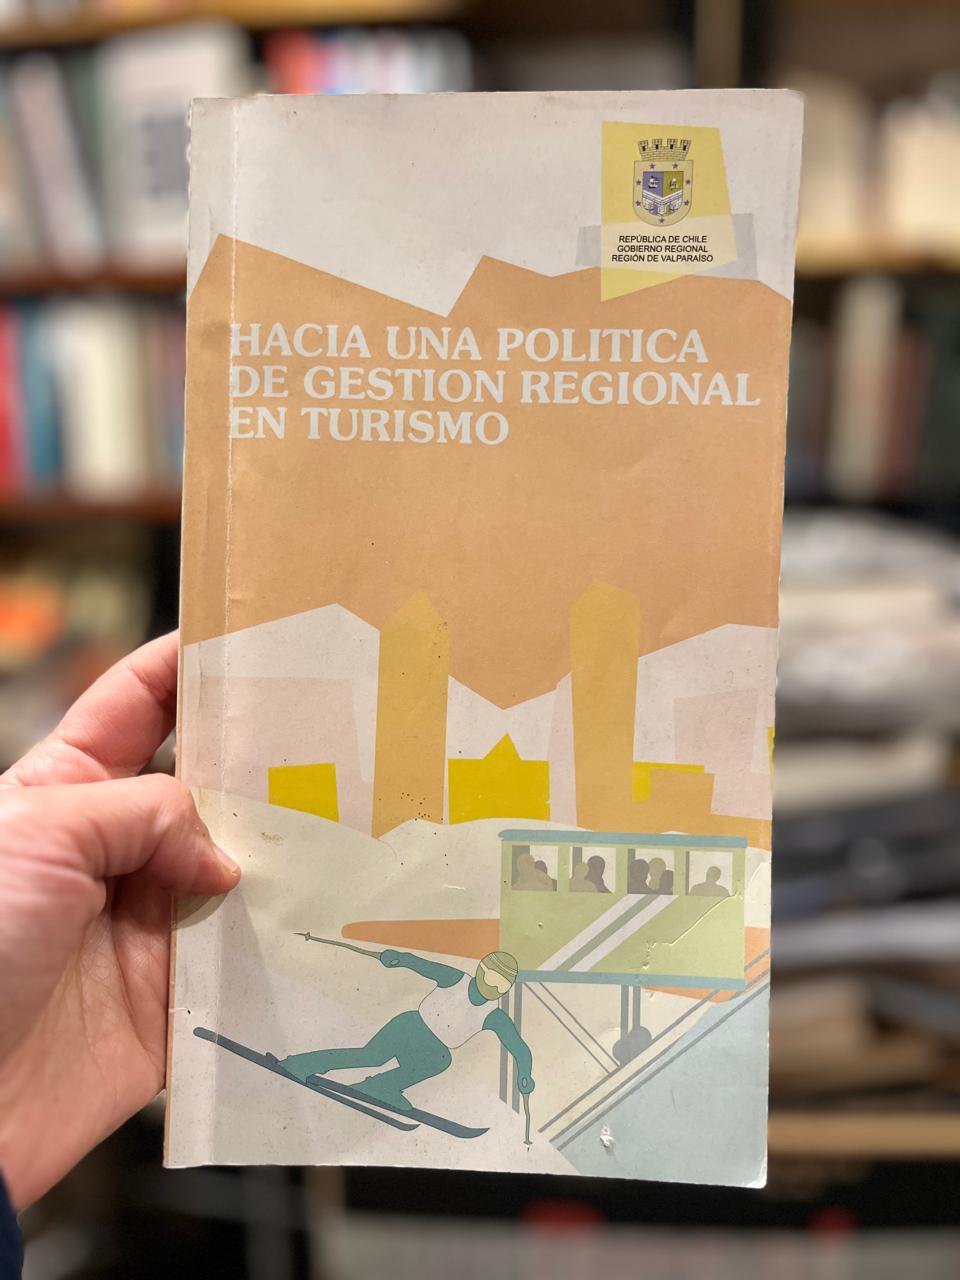 REPÚBLICA DE CHILE
GOBIERNO REGIONAL
REGIÓN DE VALPARAÍSO
HACIA UNA POLITICA
DE GESTION REGIONAL
EN TURISMO